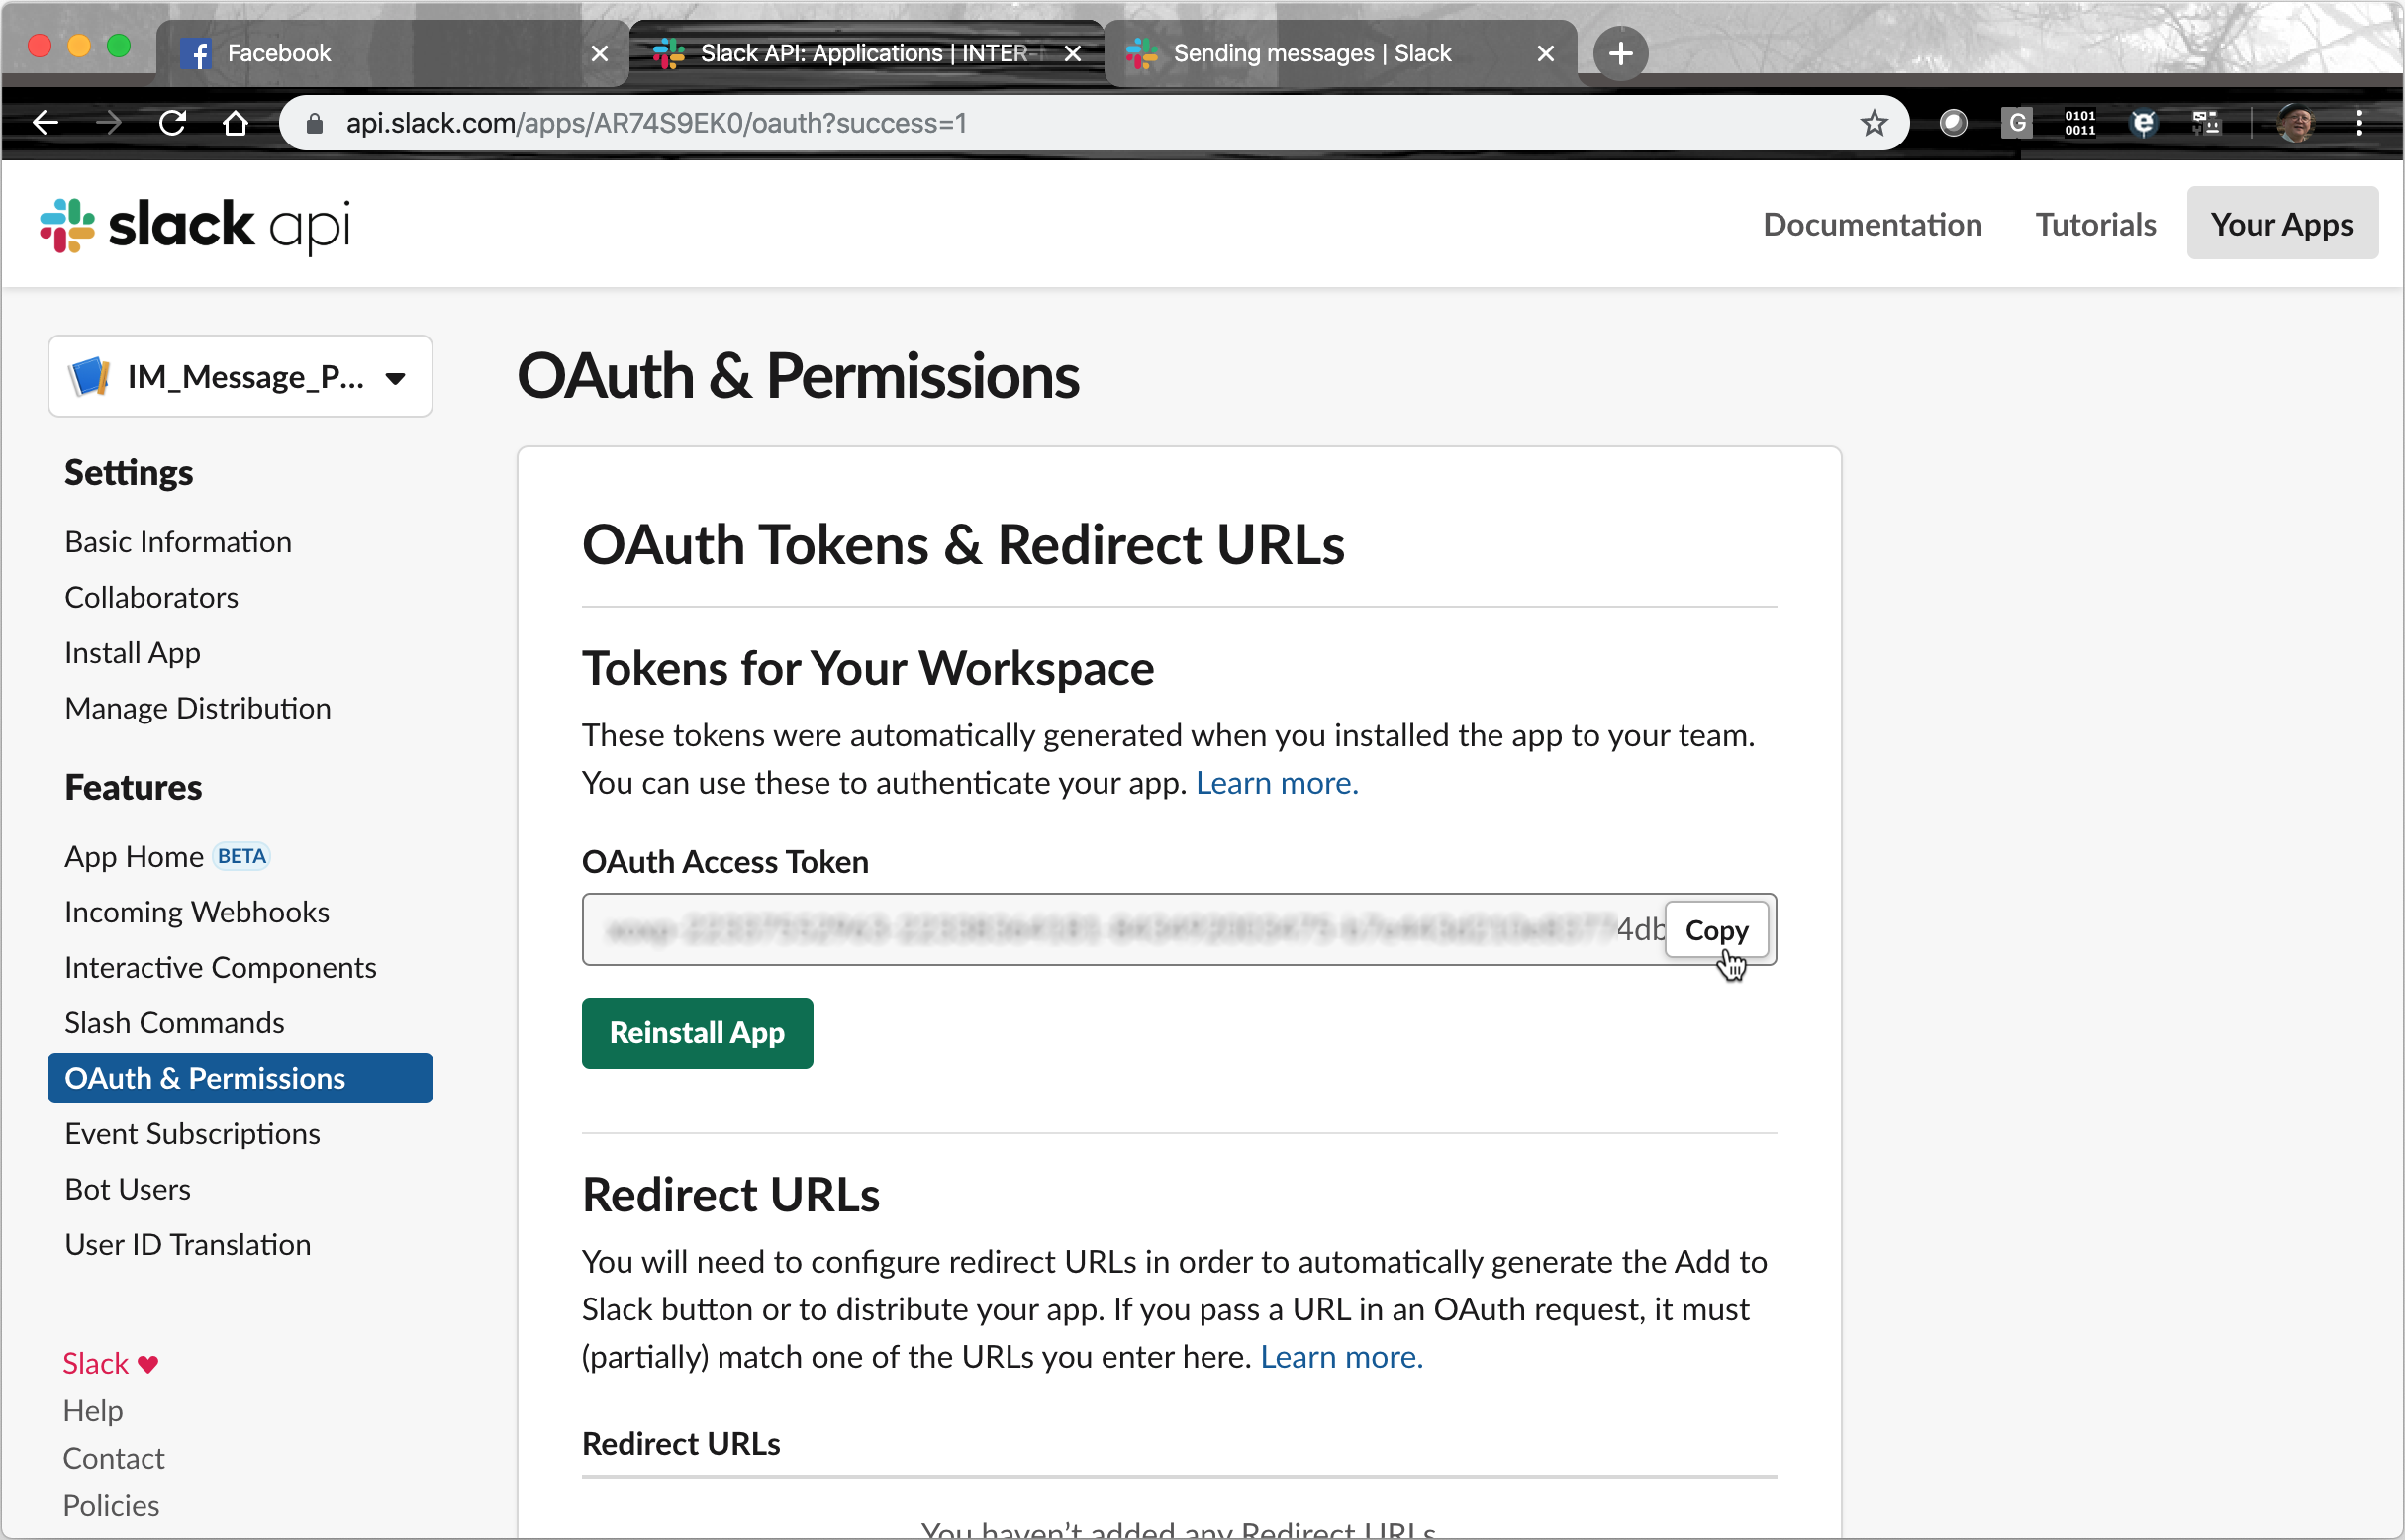 Facebook
Slack API: Applications | INTER-
Sending messages | Slack
api.slack.com/apps/AR74S9EK0/oauth?success=1
G
0101
0011
slack api
Documentation
Tutorials
Your Apps
IM_Message_P...
OAuth & Permissions
Settings
Basic Information
Collaborators
Install App
Manage Distribution
Features
App Home BETA
Incoming Webhooks
Interactive Components
Slash Commands
OAuth & Permissions
Event Subscriptions
Bot Users
User ID Translation
Slack
Help
Contact
Policies
OAuth Tokens & Redirect URLs
Tokens for Your Workspace
These tokens were automatically generated when you installed the app to your team.
You can use these to authenticate your app. Learn more.
OAuth Access Token
4db
Copy
Reinstall App
Redirect URLs
You will need to configure redirect URLs in order to automatically generate the Add to
Slack button or to distribute your app. If you pass a URL in an OAuth request, it must
(partially) match one of the URLs you enter here. Learn more.
Redirect URLs
You haven't added any Redirect URLs